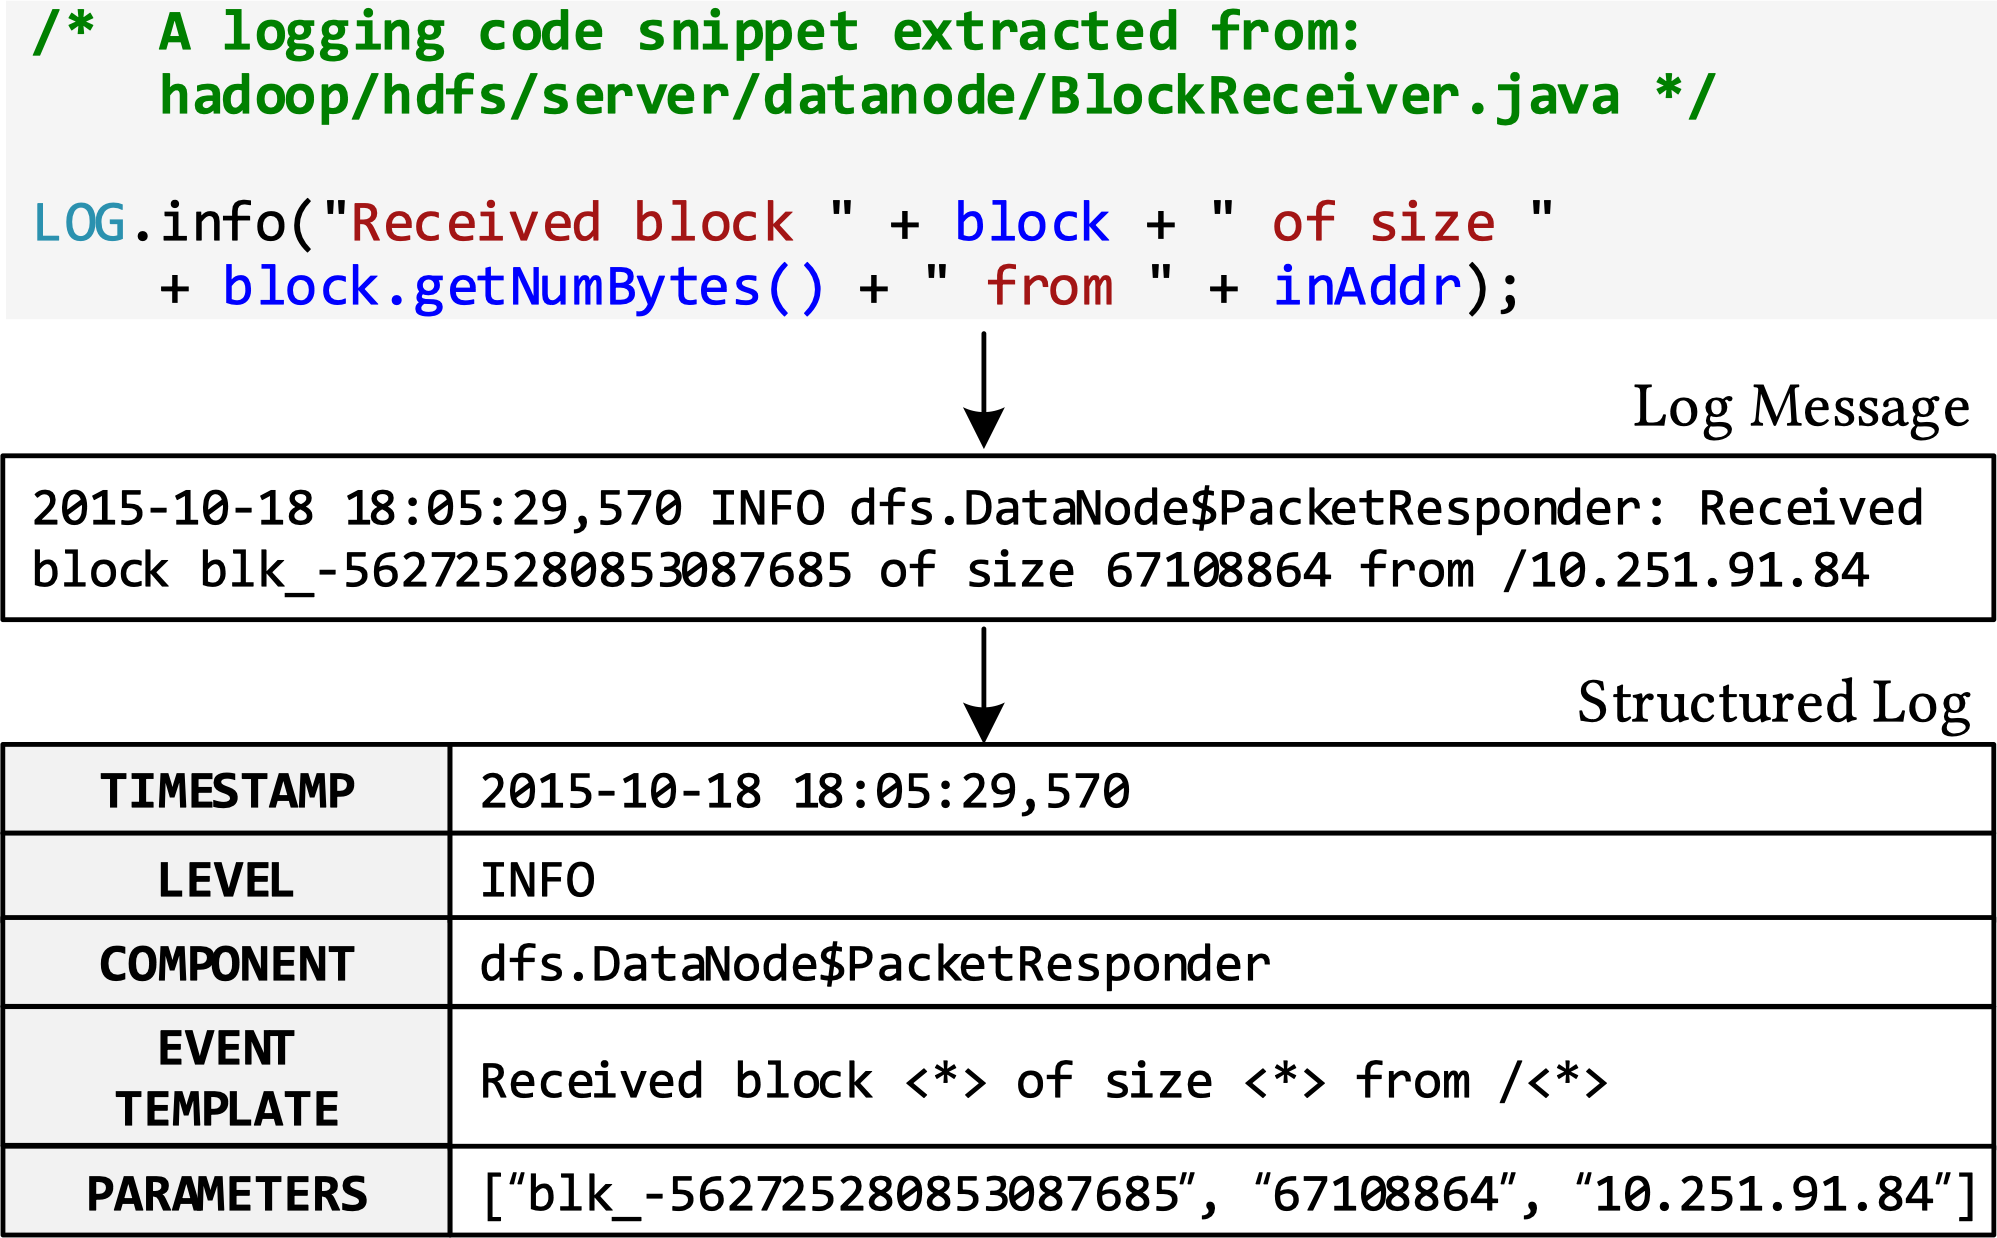 /*  A logging code snippet extracted from:
    hadoop/hdfs/server/datanode/BlockReceiver.java */
LOG.info("Received block " + block + " of size "
    + block.getNumBytes() + " from " + inAddr);
Log Message
2015-10-18 18:05:29,570 INFO dfs.DataNode$PacketResponder: Received
block blk_-562725280853087685 of size 67108864 from /10.251.91.84
Structured Log
TIMESTAMP 2015-10-18 18:05:29,570
LEVEL INFO
COMPONENT dfs.DataNode$PacketResponder
EVENT
TEMPLATE
Received block <*> of size <*> from /<*>
PARAMETERS [“blk_-562725280853087685”, “67108864”, “10.251.91.84”]